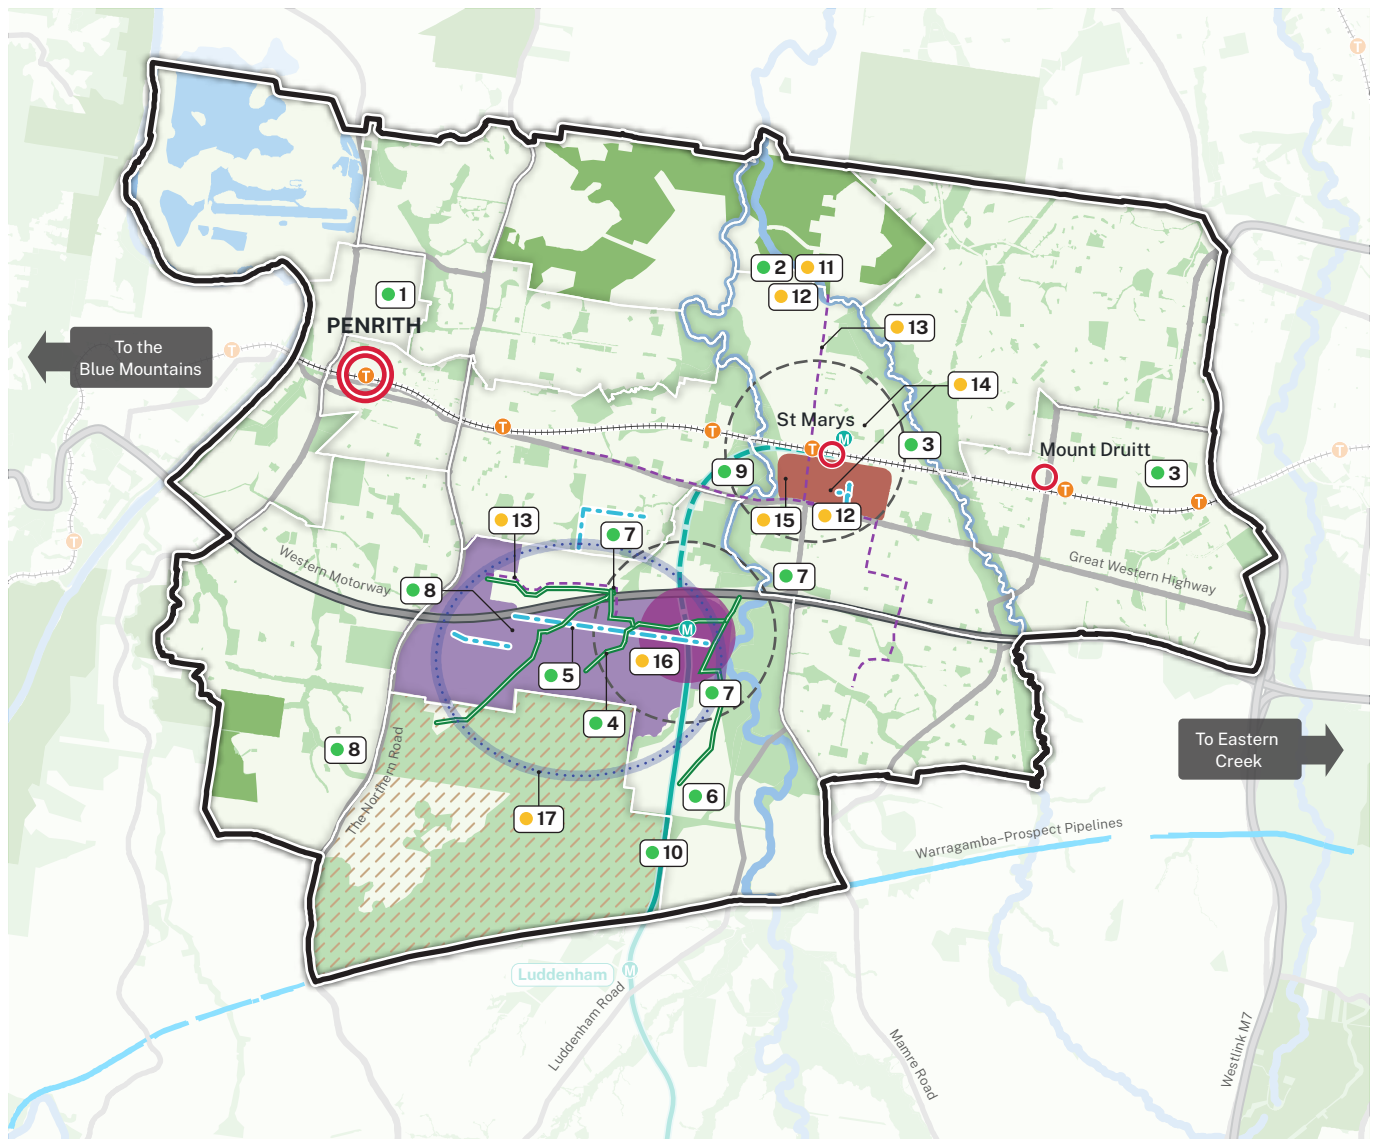 T
T
2
11
12
1
PENRITH
13
To the
Blue Mountains
T
T
14
St Marys
T
T
T
M
3
Mount Druitt
T
3
9
T
T
T
15
12
13
7
Western Motorway
8
7
Great Western Highway
M
16
5
7
4
8
The Northern Road
To Eastern
Creek
6
17
10
Warragamba–Prospect Pipelines
Luddenham
M
Luddenham Road
Mamre Road
Westlink M7